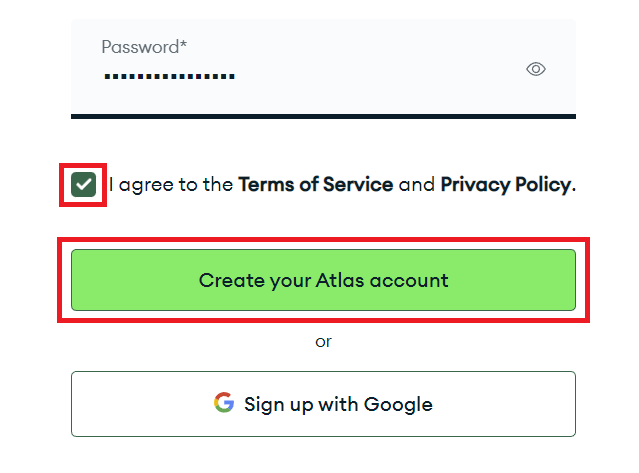 Password*
▪▪▪▪▪▪▪▪▪▪▪▪▪▪▪▪
I agree to the Terms of Service and Privacy Policy.
Create your Atlas account
or
Sign up with Google